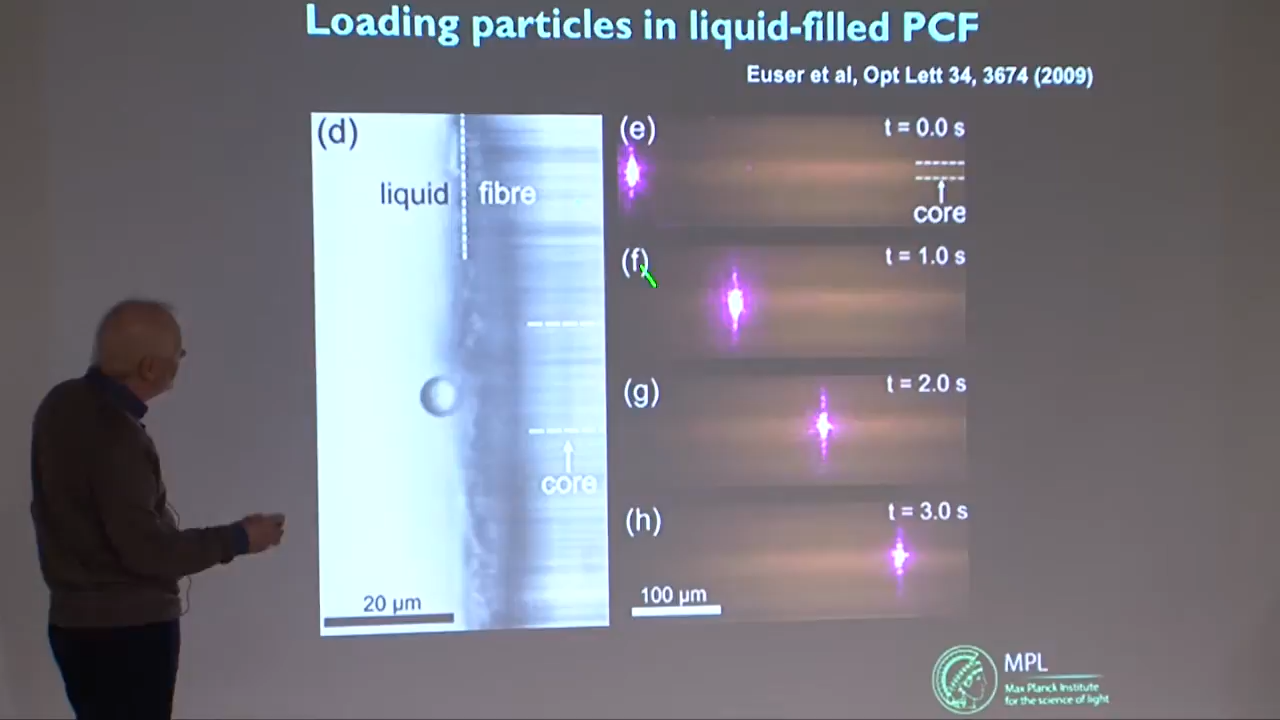 Loading particles in liquid-filled PCF
Euser et al, Opt Lett 34, 3674 (2009)
(d)
liquid
fibre
core
20 µm
(e)
t = 0.0 s
core
(f)
t = 1.0 s
(g)
t = 2.0 s
(h)
t = 3.0 s
100 µm
MPL
Max Planck Institute
for the science of light